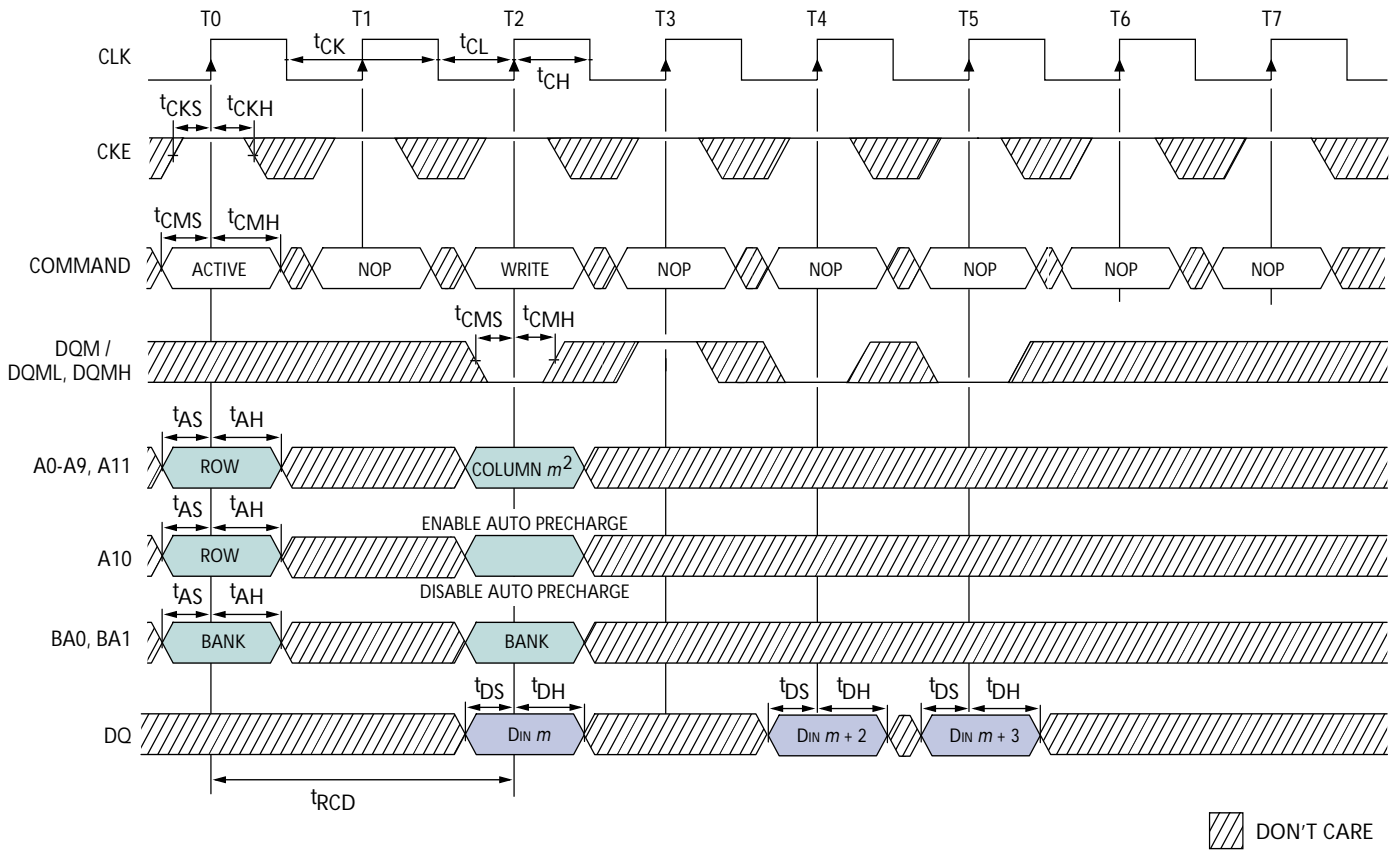 T0 T1 T2 T3 T4 T5 T6 T7
CLK
tCK tCL
tCH
tCKS tCKH
CKE
tCMS tCMH
COMMAND ACTIVE NOP WRITE NOP NOP NOP NOP NOP
tCMS tCMH
DQM /
DQML, DQMH
tAS tAH
A0-A9, A11 ROW COLUMN m2
tAS tAH ENABLE AUTO PRECHARGE
A10 ROW
DISABLE AUTO PRECHARGE
tAS tAH
BA0, BA1 BANK BANK
tDS tDH tDS tDH tDS tDH
DQ DIN m DIN m + 2 DIN m + 3
tRCD
DON'T CARE